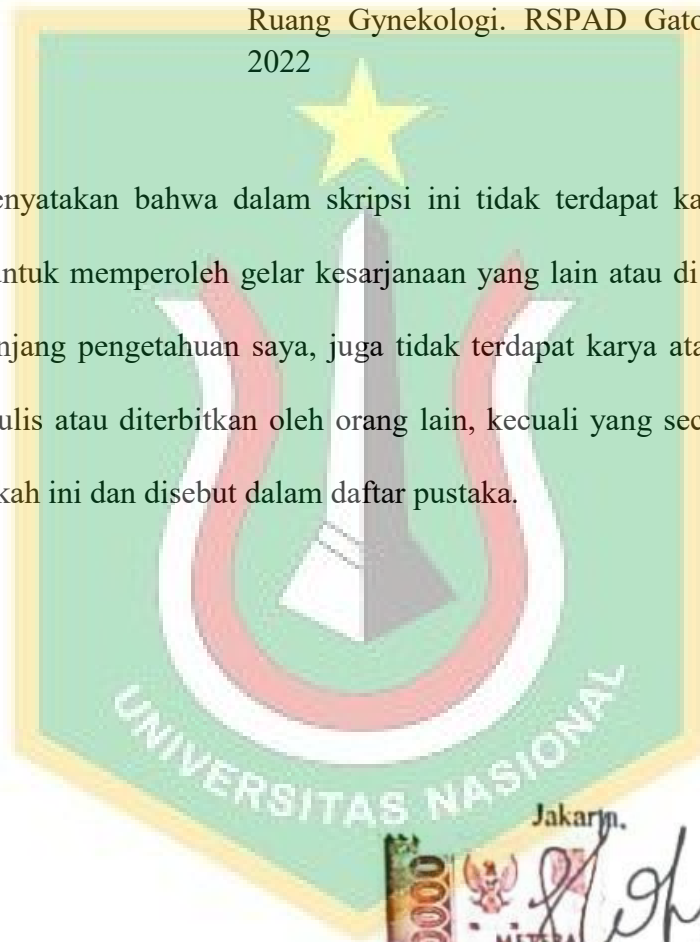 Ruang Gynekologi. RSPAD Gato
2022
enyatakan bahwa dalam skripsi ini tidak terdapat ka
ntuk memperoleh gelar kesarjanaan yang lain atau di
njang pengetahuan saya, juga tidak terdapat karya ata
ulis atau diterbitkan oleh orang lain, kecuali yang sec
kah ini dan disebut dalam daftar pustaka.
UNIVERSITAS NASIONAL
Jakarta,